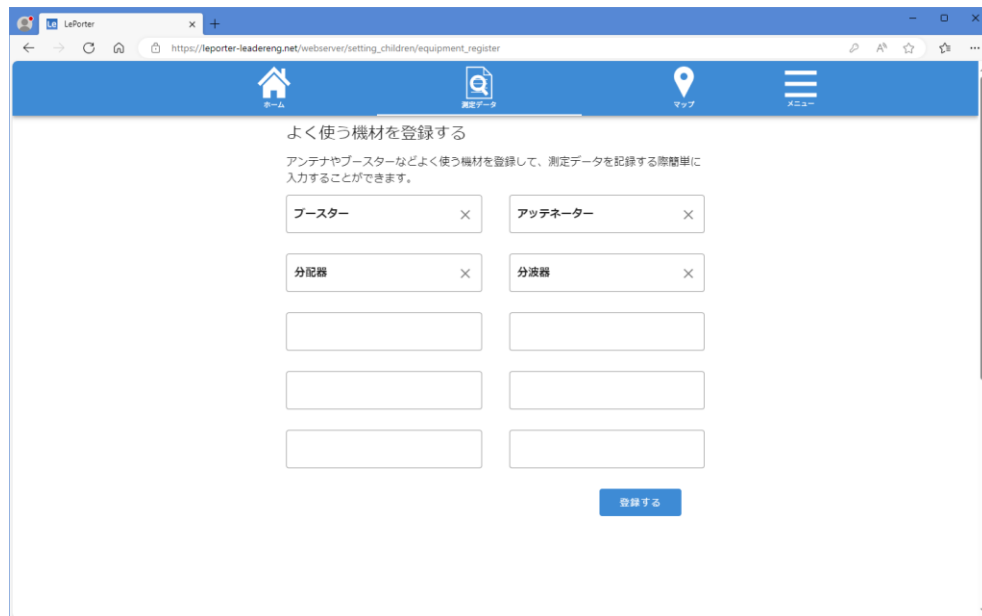 Le LePorter
https://leporter-leadereng.net/webserver/setting_children/equipment_register
ホーム 測定データ マップ メニュー
よく使う機材を登録する
アンテナやブースターなどよく使う機材を登録して、測定データを記録する際簡単に
入力することができます。
ブースター アッテネーター
分配器 分波器
登録する